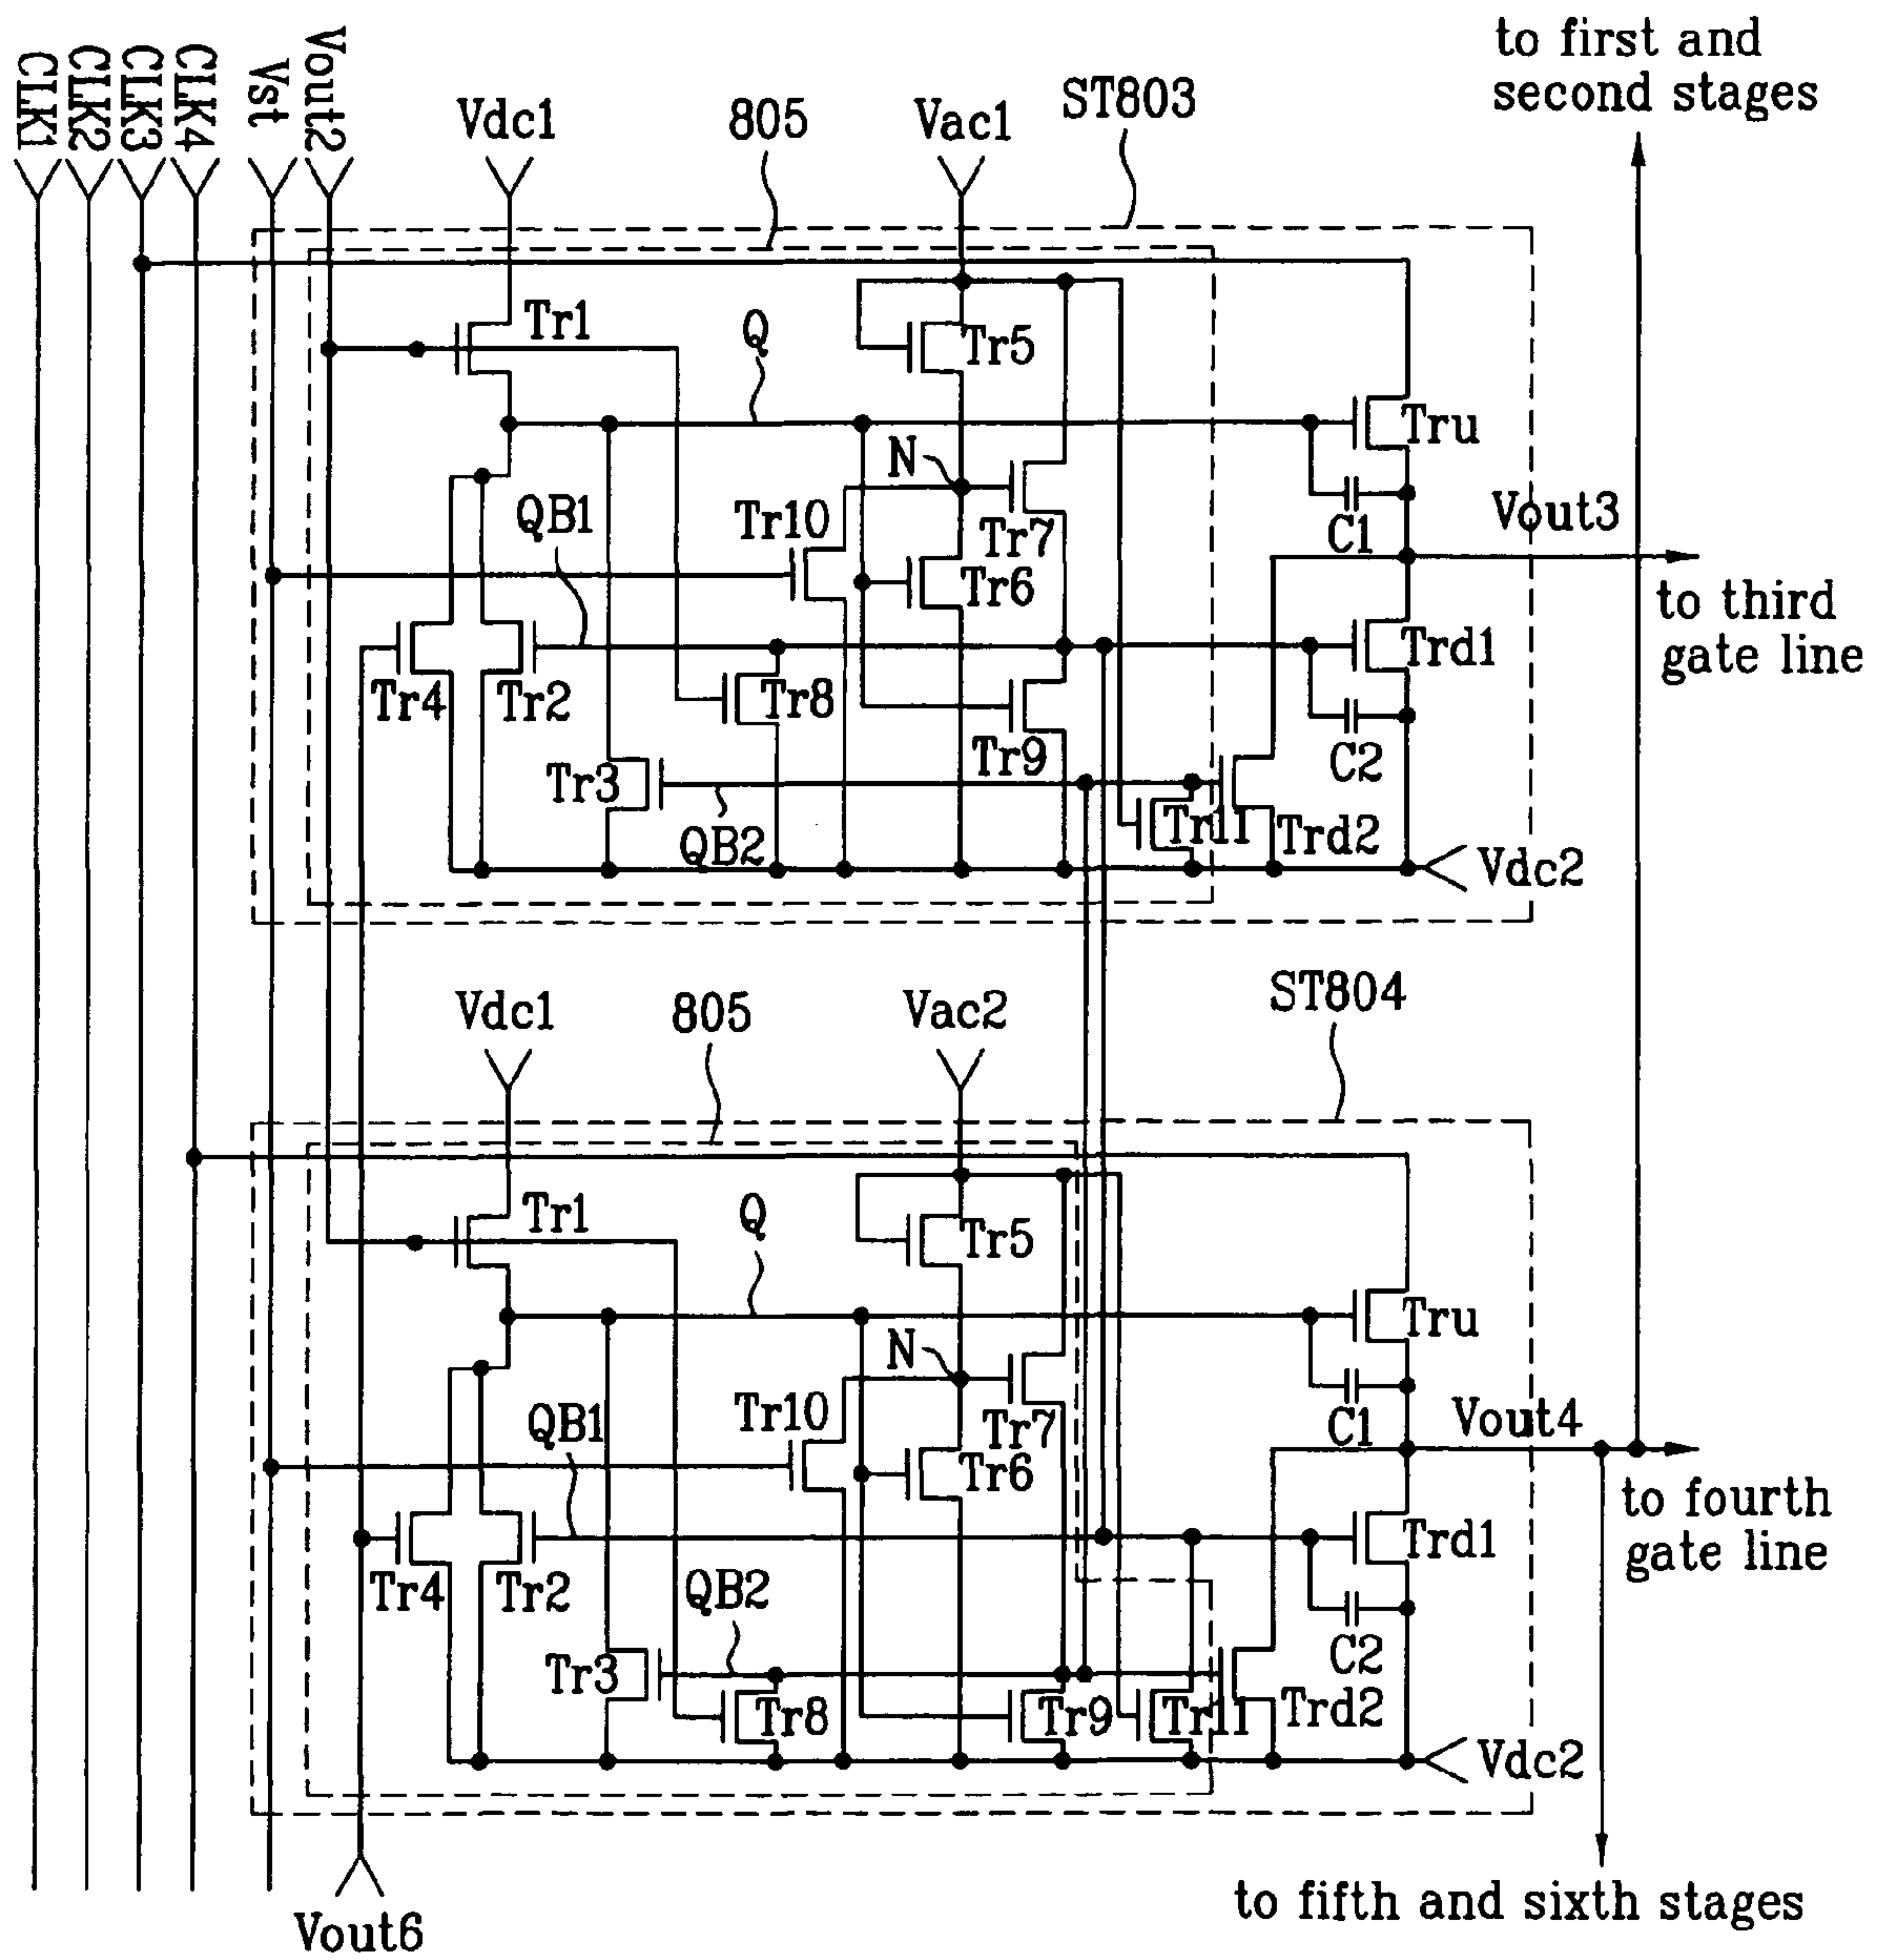 CLK1
CLK2
CLK3
CLK4
Vst
Vout2
Vdc1
805
Vac1
ST803
to first and
second stages
Tr1
Q
Tr5
Tru
N
QB1
Tr10
Tr7
C1
Vout3
Tr6
to third
gate line
Tr4
Tr2
Tr8
Trd1
Tr9
C2
Tr3
QB2
Tr11
Trd2
Vdc2
Vdc1
805
Vac2
ST804
Tr1
Q
Tr5
Tru
N
QB1
Tr10
Tr7
C1
Vout4
Tr6
to fourth
gate line
Tr4
Tr2
QB2
Trd1
C2
Tr3
Tr8
Tr9
Tr11
Trd2
Vdc2
Vout6
to fifth and sixth stages